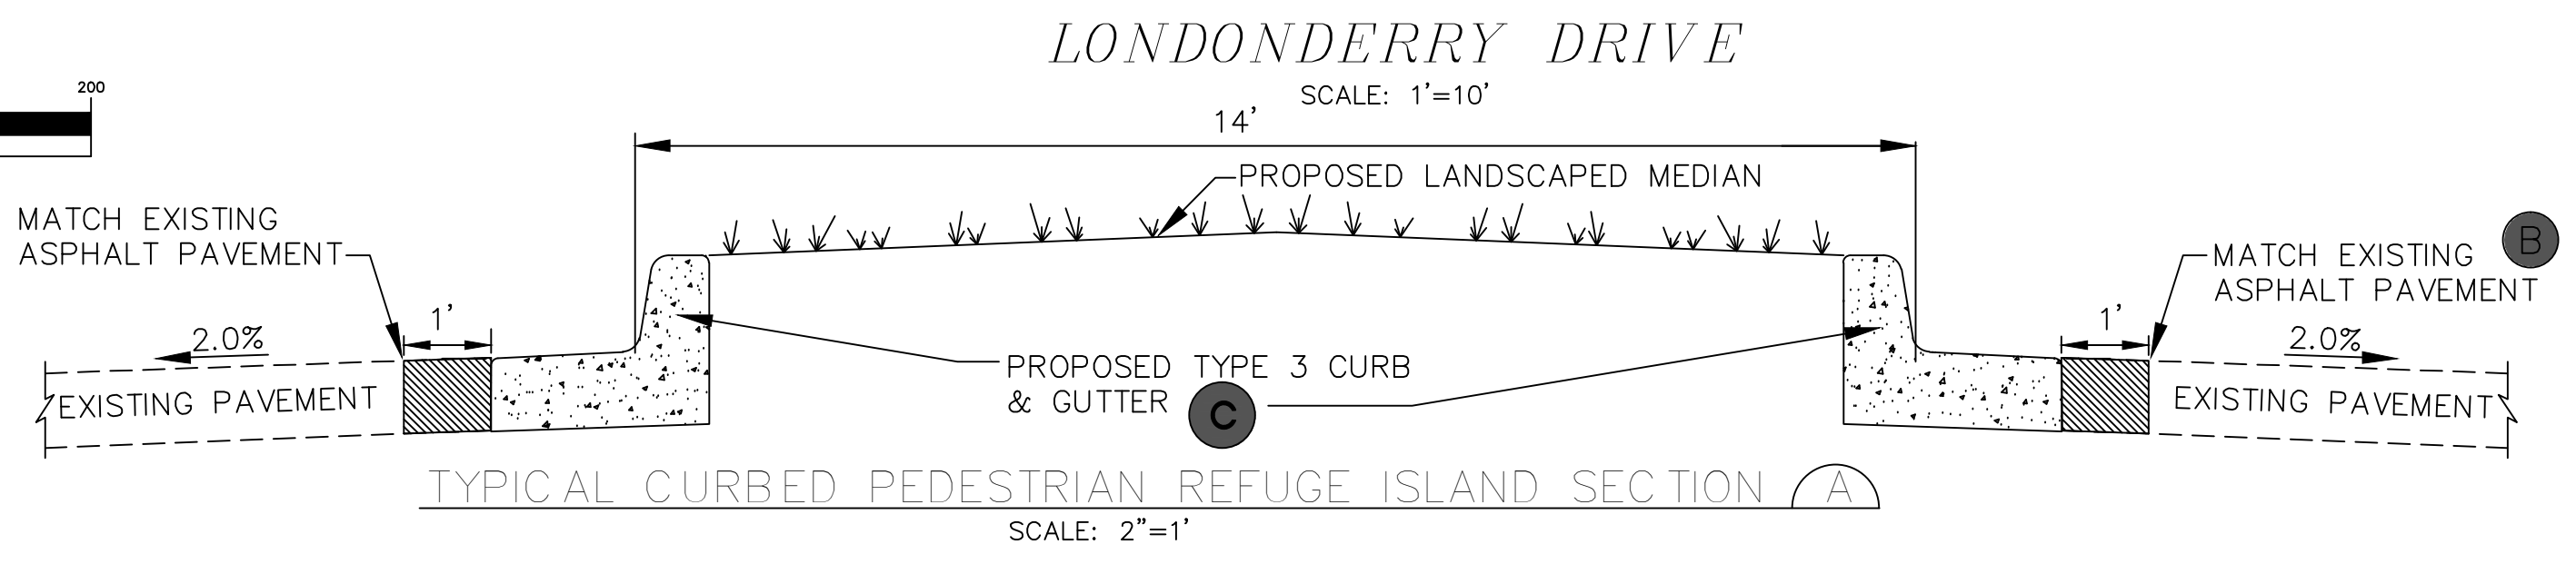 LONDONDERRY DRIVE
SCALE: 1'=10'
200
14'
PROPOSED LANDSCAPED MEDIAN
MATCH EXISTING
ASPHALT PAVEMENT
MATCH EXISTING
ASPHALT PAVEMENT
B
1'
1'
2.0%
2.0%
EXISTING PAVEMENT
EXISTING PAVEMENT
PROPOSED TYPE 3 CURB
& GUTTER
C
TYPICAL CURBED PEDESTRIAN REFUGE ISLAND SECTION A
SCALE: 2"=1'